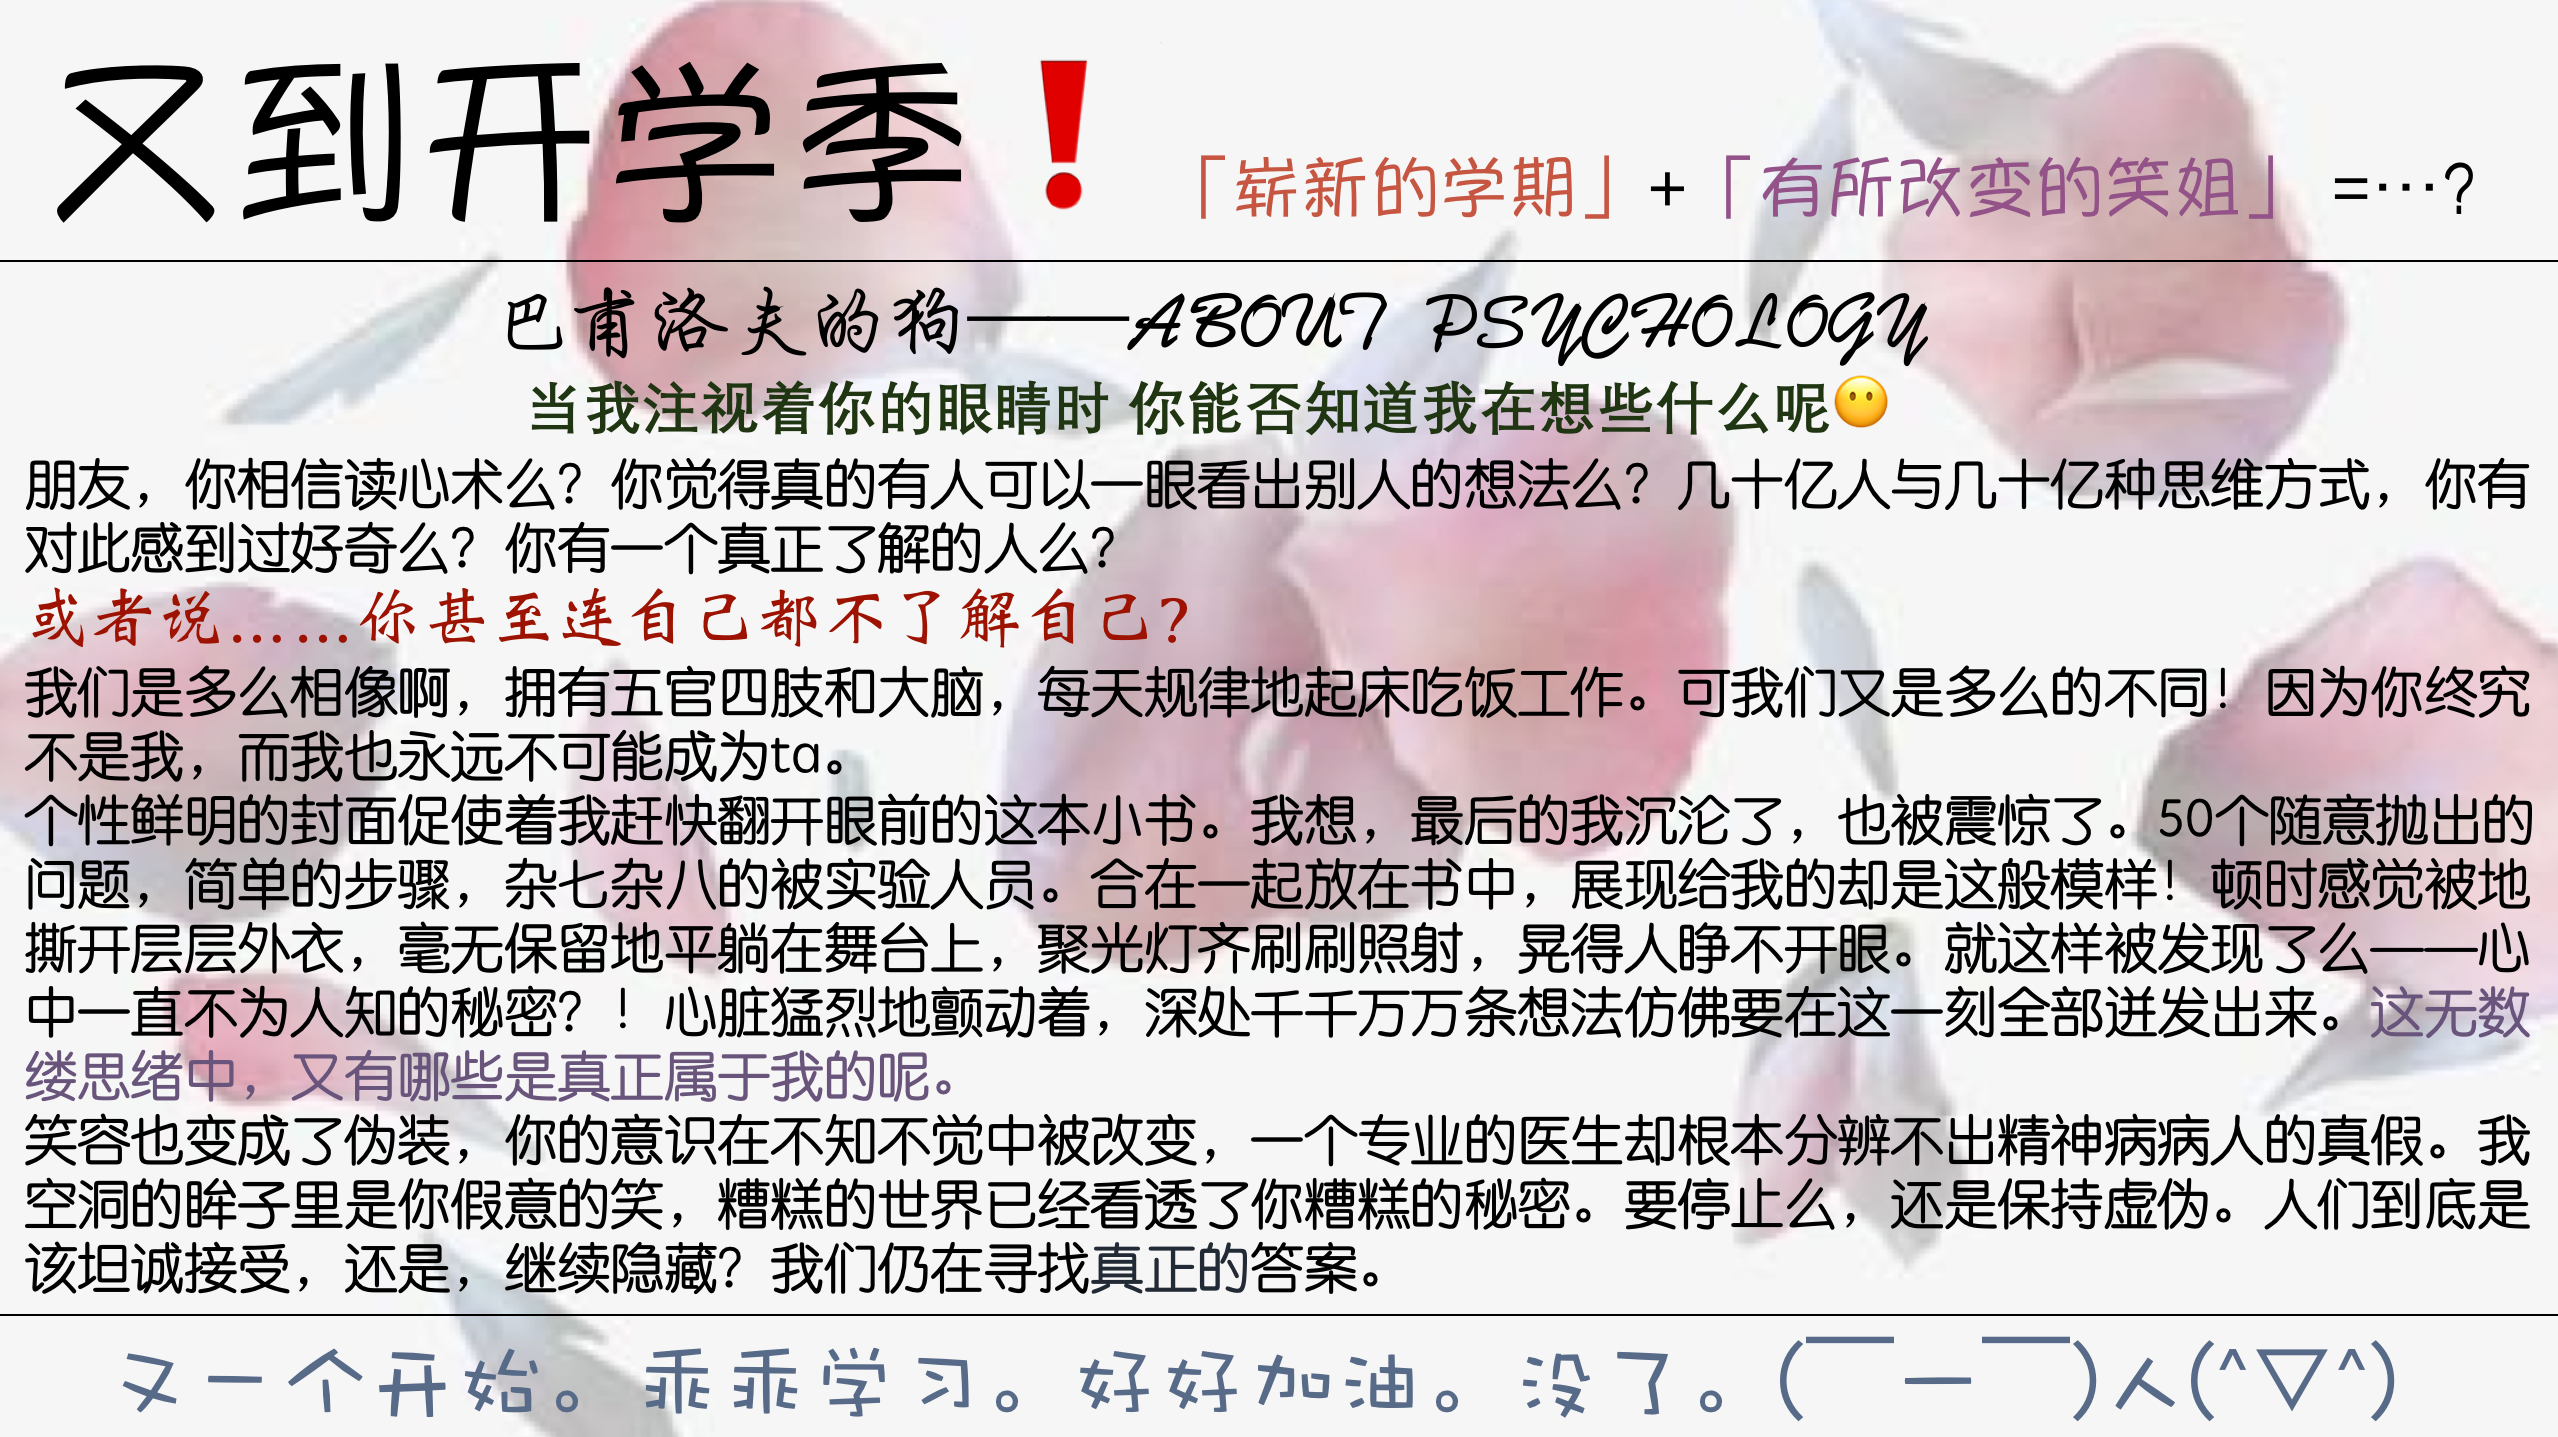 又到开学季❗「崭新的学期」+「有所改变的笑姐」 =…?
巴甫洛夫的狗——ABOUT PSYCHOLOGY
当我注视着你的眼睛时 你能否知道我在想些什么呢😶
朋友，你相信读心术么？你觉得真的有人可以一眼看出别人的想法么？几十亿人与几十亿种思维方式，你有
对此感到过好奇么？你有一个真正了解的人么？
或者说……你甚至连自己都不了解自己？
我们是多么相像啊，拥有五官四肢和大脑，每天规律地起床吃饭工作。可我们又是多么的不同！因为你终究
不是我，而我也永远不可能成为ta。
个性鲜明的封面促使着我赶快翻开眼前的这本小书。我想，最后的我沉沦了，也被震惊了。50个随意抛出的
问题，简单的步骤，杂七杂八的被实验人员。合在一起放在书中，展现给我的却是这般模样！顿时感觉被地
撕开层层外衣，毫无保留地平躺在舞台上，聚光灯齐刷刷照射，晃得人睁不开眼。就这样被发现了么——心
中一直不为人知的秘密？！心脏猛烈地颤动着，深处千千万万条想法仿佛要在这一刻全部迸发出来。这无数
缕思绪中，又有哪些是真正属于我的呢。
笑容也变成了伪装，你的意识在不知不觉中被改变，一个专业的医生却根本分辨不出精神病病人的真假。我
空洞的眸子里是你假意的笑，糟糕的世界已经看透了你糟糕的秘密。要停止么，还是保持虚伪。人们到底是
该坦诚接受，还是，继续隐藏？我们仍在寻找真正的答案。
又一个开始。乖乖学习。好好加油。没了。(￣一￣)人(^▽^)